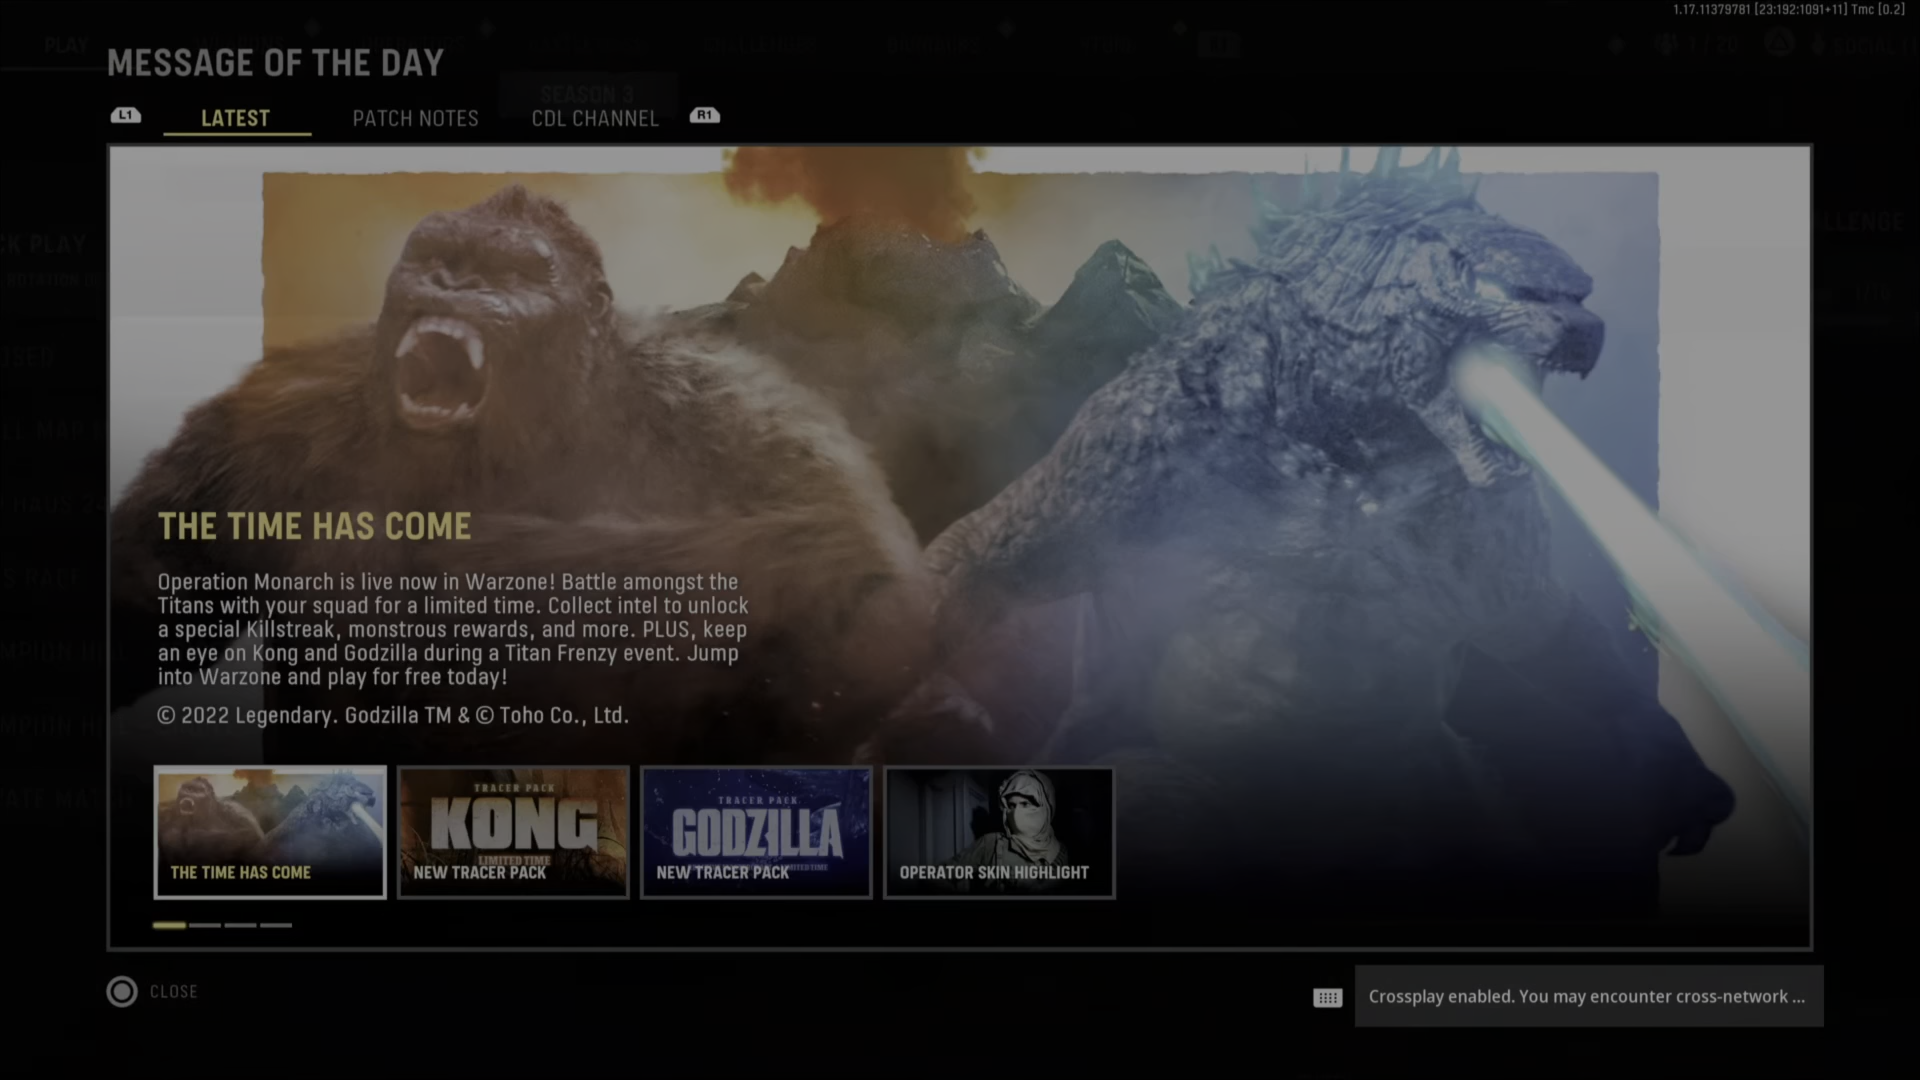 1.17.11379781 [23:192:1091+11] Tmc [0.2]
PLAY
MESSAGE OF THE DAY
SEASON 3
L1
LATEST
PATCH NOTES
CDL CHANNEL
R1
THE TIME HAS COME
Operation Monarch is live now in Warzone! Battle amongst the
Titans with your squad for a limited time. Collect intel to unlock
a special Killstreak, monstrous rewards, and more. PLUS, keep
an eye on Kong and Godzilla during a Titan Frenzy event. Jump
into Warzone and play for free today!
© 2022 Legendary. Godzilla TM & © Toho Co., Ltd.
THE TIME HAS COME
TRACER PACK
KONG
LIMITED TIME
NEW TRACER PACK
TRACER PACK
GODZILLA
LIMITED TIME
NEW TRACER PACK
OPERATOR SKIN HIGHLIGHT
CLOSE
Crossplay enabled. You may encounter cross-network ...